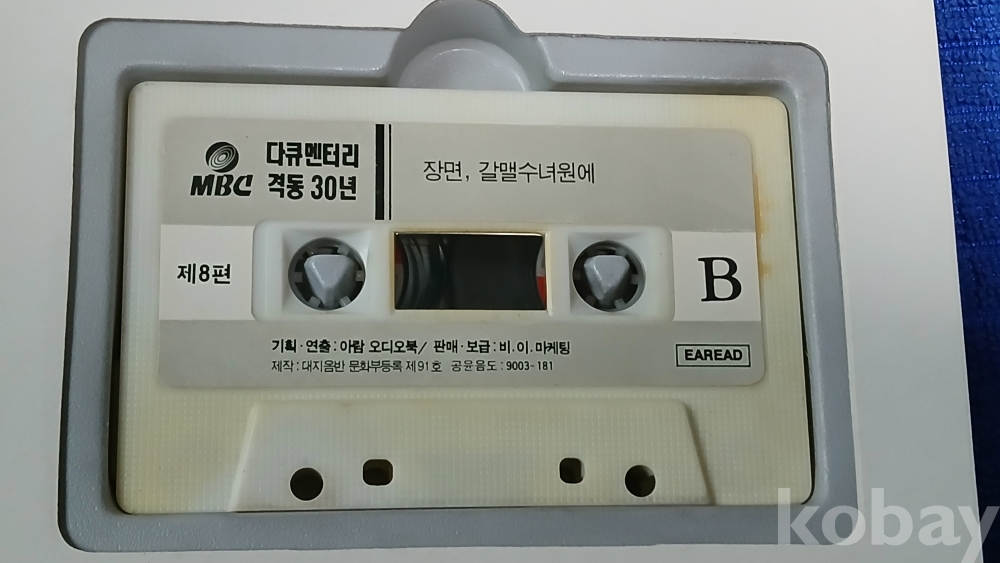 MBC
다큐멘터리
격동 30년
장면, 갈맬수녀원에
제8편
B
기획·연출:아람 오디오북/ 판매·보급:비.이.마케팅
제작:대지음반 문화부등록 제91호 공윤음도:9003-181
EAREAD
kobay